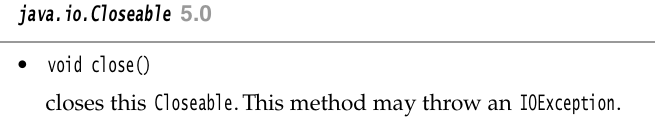 java.io.Closeable 5.0
• void close()
closes this Closeable. This method may throw an IOException.